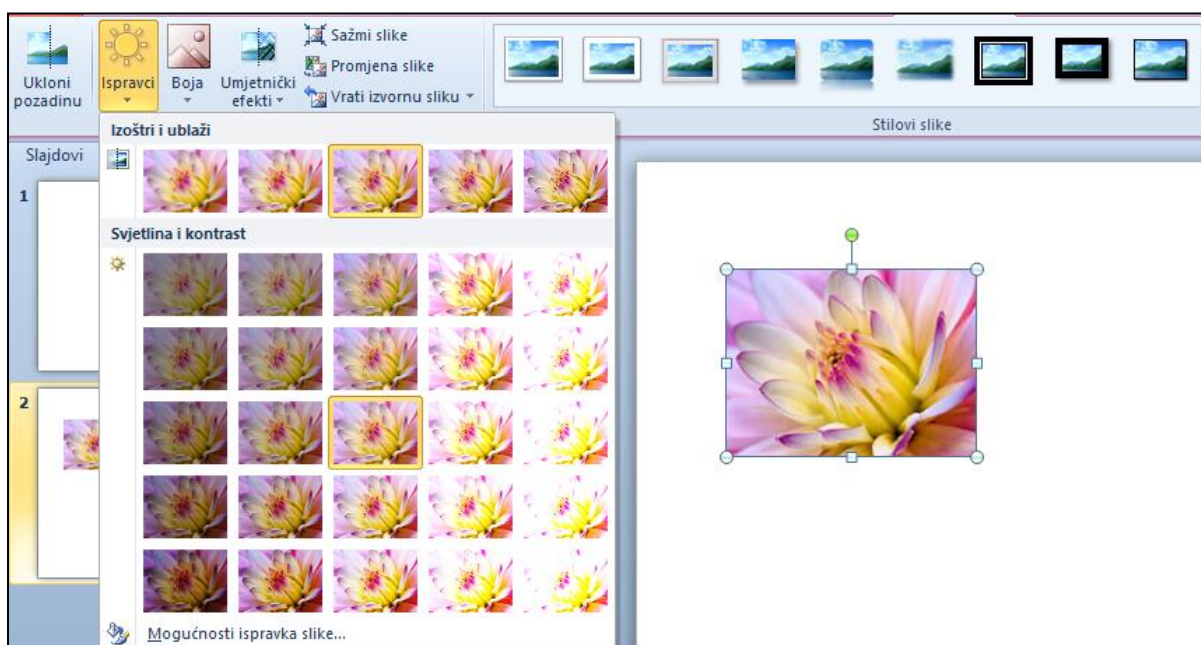 Ukloni
pozadinu
Ispravci
Boja
Umjetnički
efekti
Sažmi slike
Promjena slike
Vrati izvornu sliku
Stilovi slike
Izoštri i ublaži
Slajdovi
1
Svjetlina i kontrast
2
Mogućnosti ispravka slike...